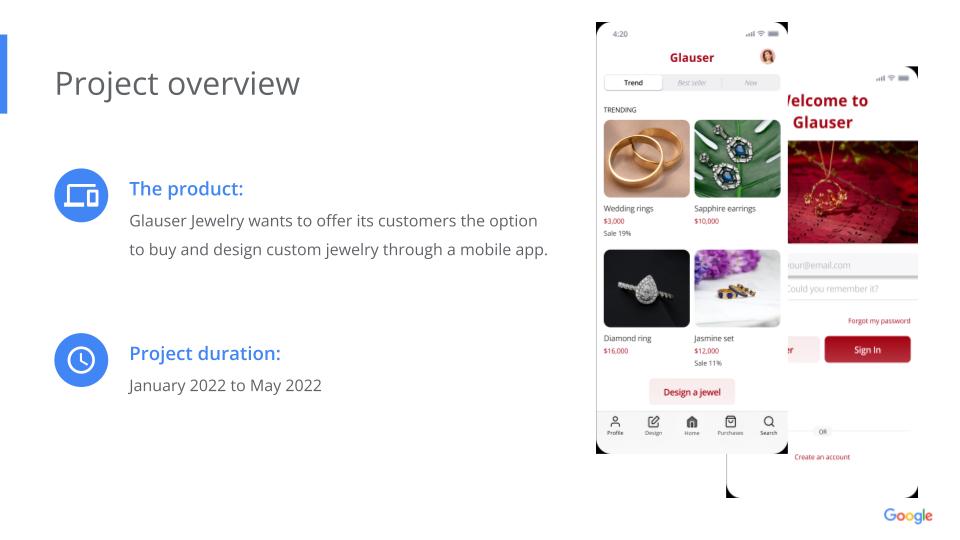 Project overview
The product:
Glauser Jewelry wants to offer its customers the option
to buy and design custom jewelry through a mobile app.
Project duration:
January 2022 to May 2022
4:20
Glauser
Trend Best seller New
TRENDING
Wedding rings Sapphire earrings
$3,000 $10,000
Sale 19%
Diamond ring Jasmine set
$16,000 $12,000
Sale 11%
Design a jewel
Profile Design Home Purchases Search
elcome to
Glauser
your@email.com
Could you remember it?
Forgot my password
er Sign In
OR
Create an account
Google